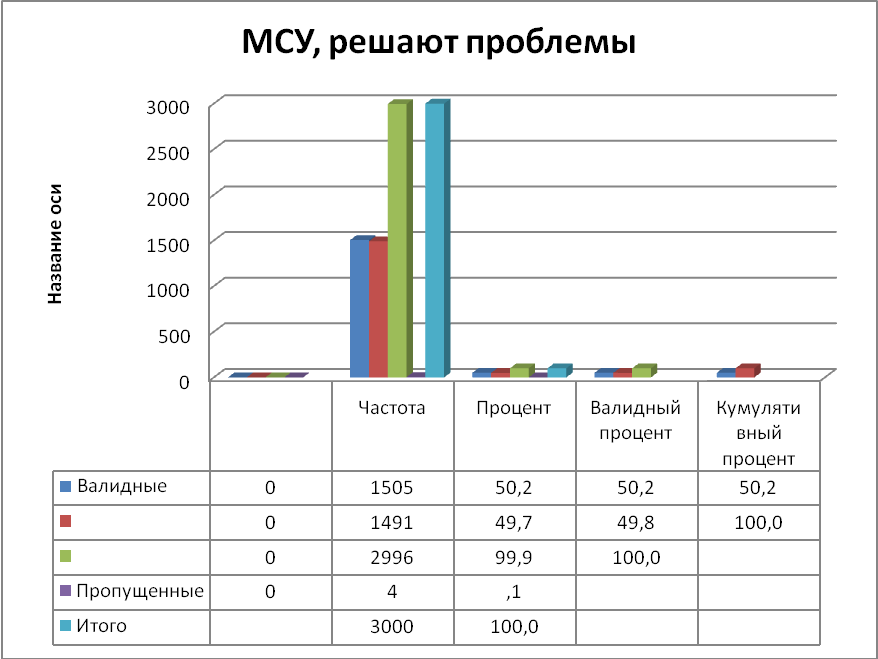 МСУ, решают проблемы
Название оси
3000
2500
2000
1500
1000
500
0
Частота Процент Валидный процент Кумуляти вный процент
Валидные 0 1505 50,2 50,2 50,2
0 1491 49,7 49,8 100,0
0 2996 99,9 100,0
Пропущенные 0 4 ,1
Итого 3000 100,0